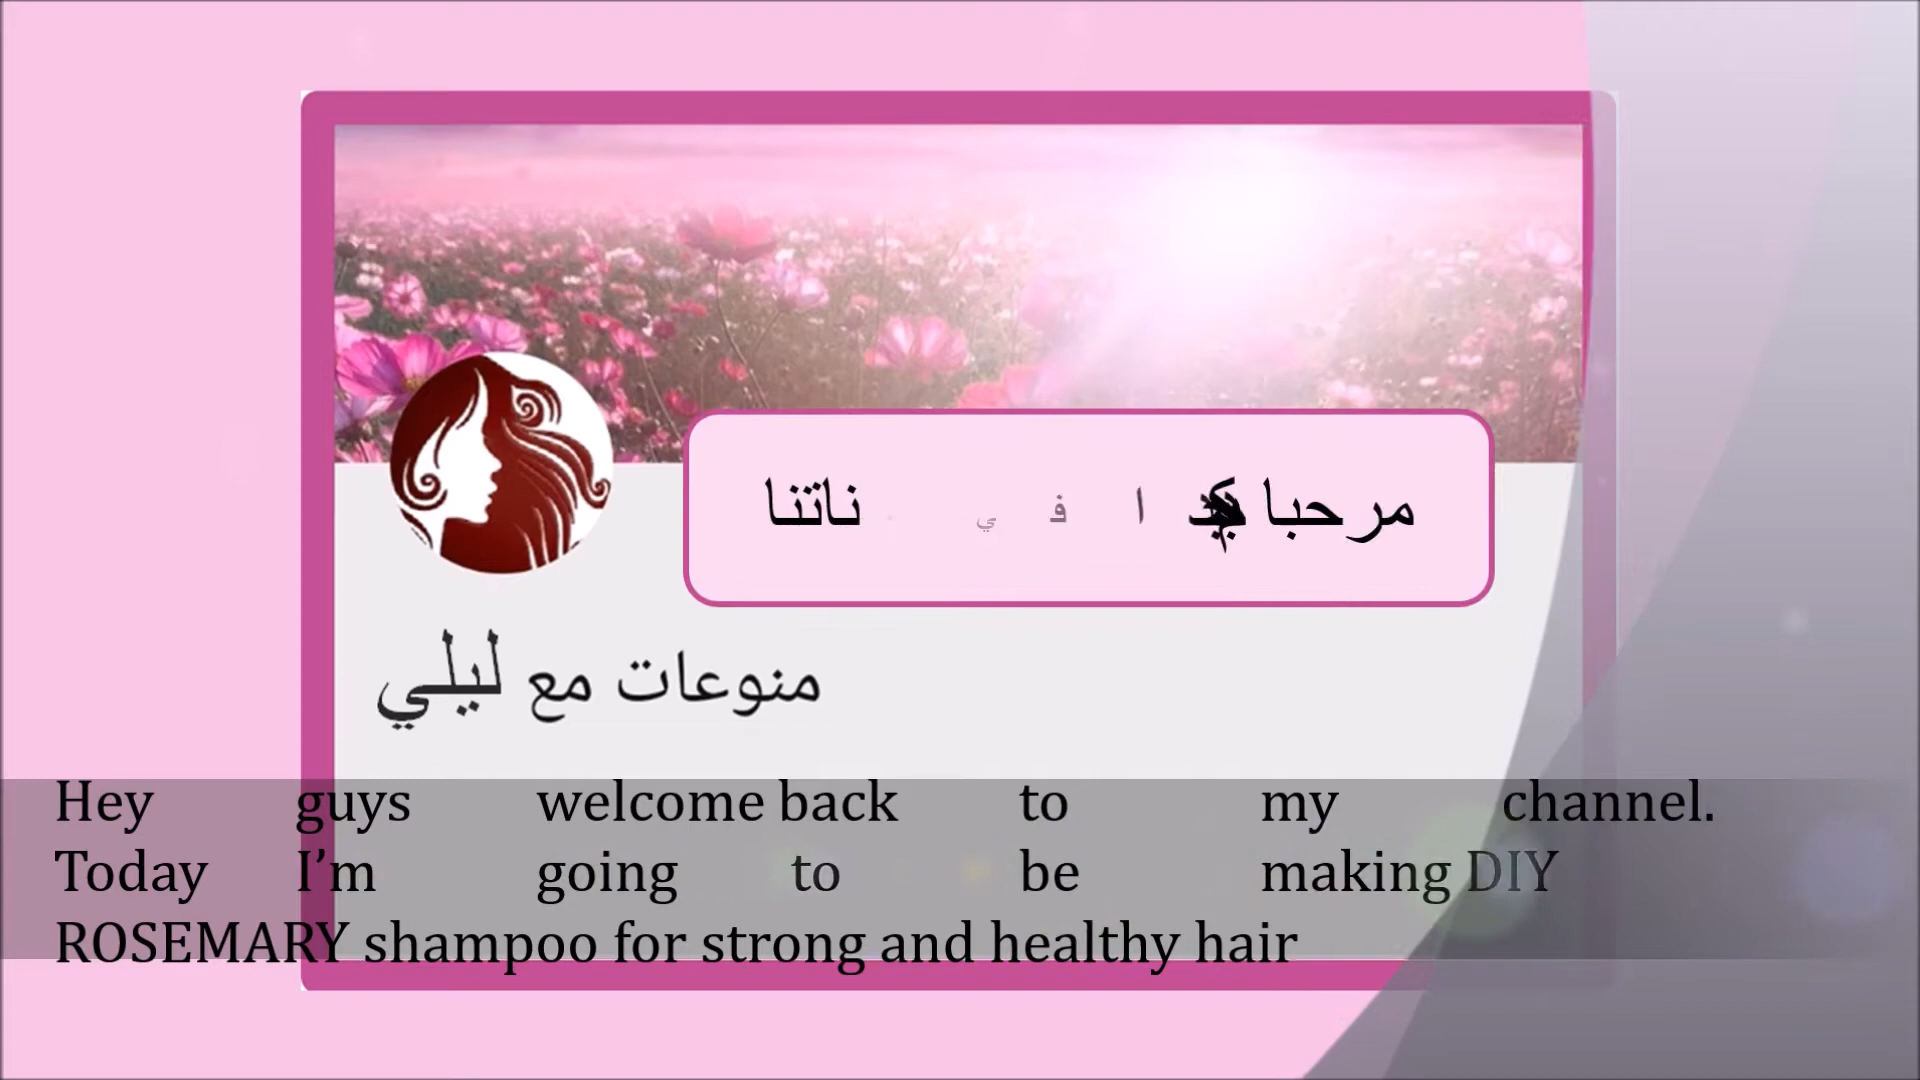 مرحبا
منوعات مع ليلي
Hey guys welcome back to my channel.
Today I’m going to be making DIY
ROSEMARY shampoo for strong and healthy hair